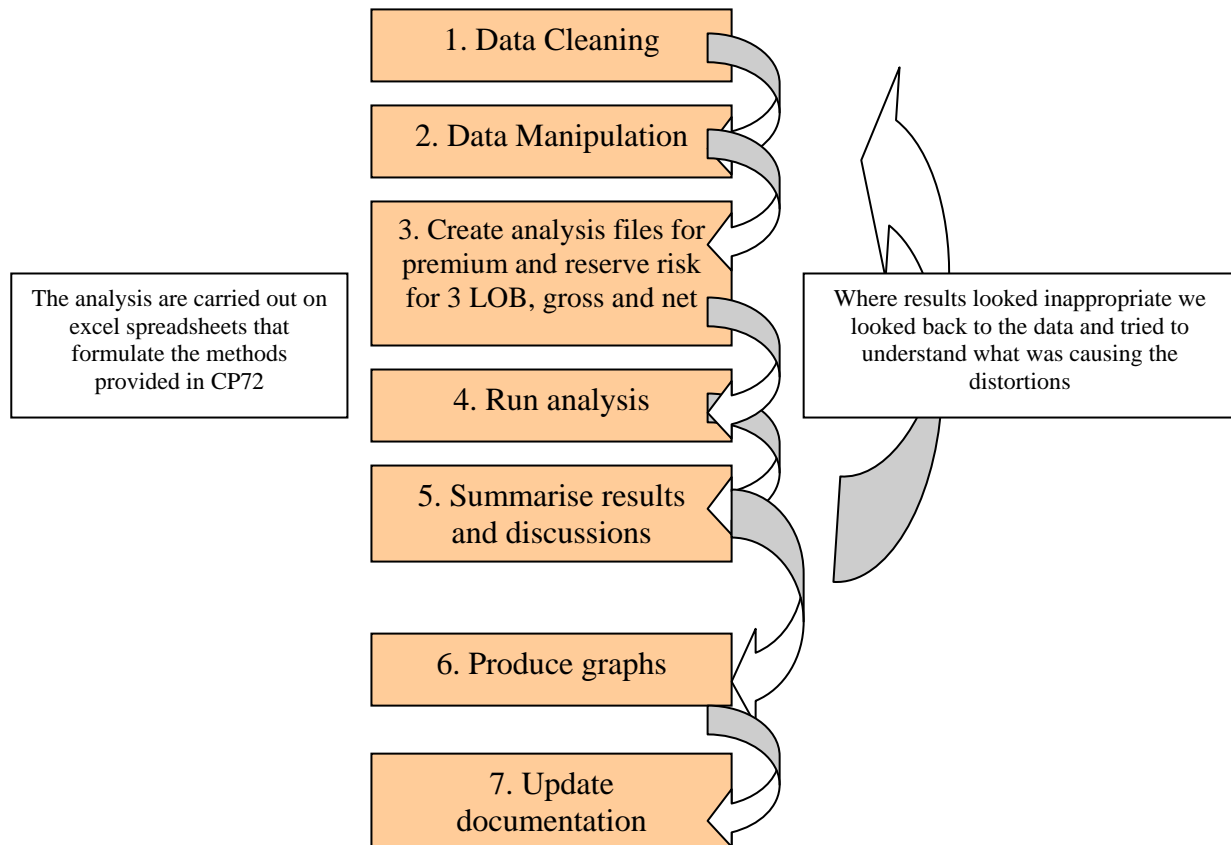 1. Data Cleaning
2. Data Manipulation
3. Create analysis files for
premium and reserve risk
for 3 LOB, gross and net
The analysis are carried out on
excel spreadsheets that
formulate the methods
provided in CP72
Where results looked inappropriate we
looked back to the data and tried to
understand what was causing the
distortions
4. Run analysis
5. Summarise results
and discussions
6. Produce graphs
7. Update
documentation